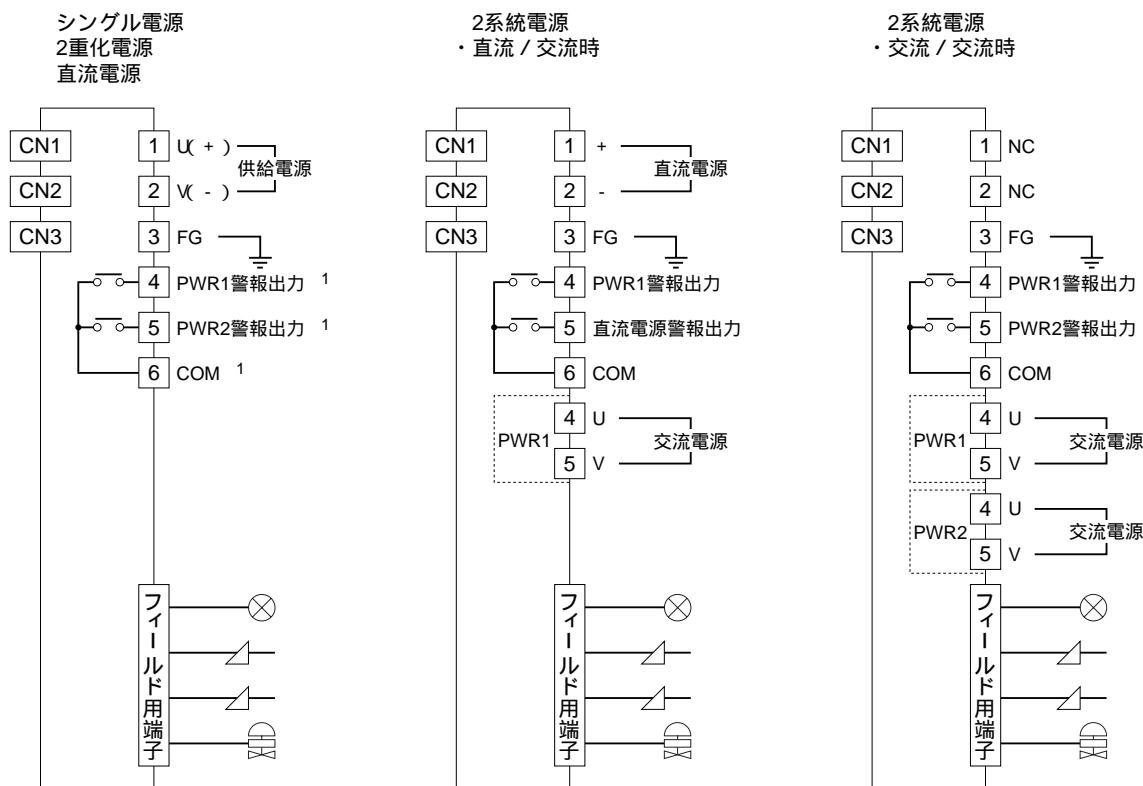 シングル電源
2重化電源
直流電源
CN1
1 U( + )
供給電源
CN2
2 V( - )
CN3
3 FG
4 PWR1警報出力 1
5 PWR2警報出力 1
6 COM 1
フィールド用端子
2系統電源
・直流 / 交流時
CN1
1 +
直流電源
CN2
2 -
CN3
3 FG
4 PWR1警報出力
5 直流電源警報出力
6 COM
PWR1
4 U
交流電源
5 V
フィールド用端子
2系統電源
・交流 / 交流時
CN1
1 NC
CN2
2 NC
CN3
3 FG
4 PWR1警報出力
5 PWR2警報出力
6 COM
PWR1
4 U
交流電源
5 V
PWR2
4 U
交流電源
5 V
フィールド用端子